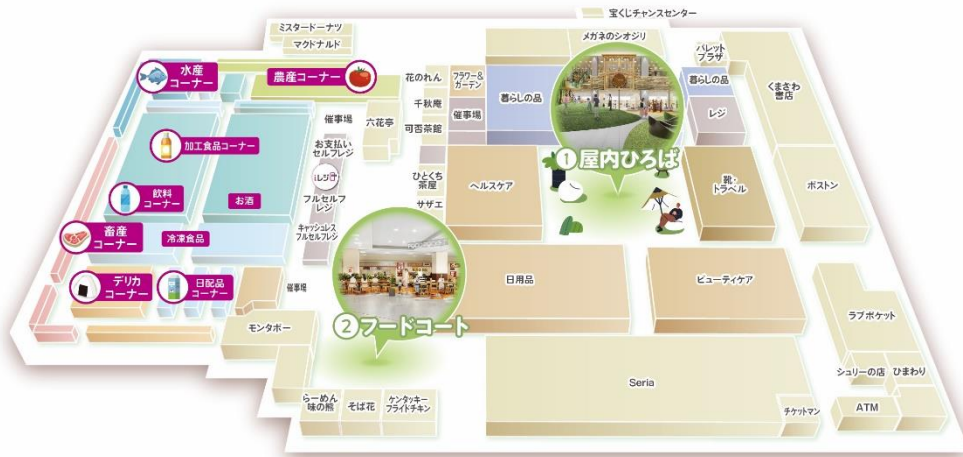 宝くじチャンスセンター
ミスタードーナツ
マクドナルド
メガネのシオジリ
パレット
プラザ
水産
コーナー
農産コーナー
花のれん
フラワー&
ガーデン
暮らしの品
暮らしの品
くまざわ
書店
千秋庵
催事場
レジ
催事場
六花亭
可否茶館
お支払い
セルフレジ
加工食品コーナー
①屋内ひろば
レジ
フルセルフ
レジ
ひとくち
茶屋
ヘルスケア
靴・
トラベル
ボストン
飲料
コーナー
お酒
サザエ
キャッシュレス
フルセルフレジ
畜産
コーナー
冷凍食品
デリカ
コーナー
日配品
コーナー
催事場
日用品
ビューティケア
②フードコート
モンタボー
ラブポケット
シュリーの店
ひまわり
Seria
らーめん
味の熊
そば花
ケンタッキー
フライドチキン
チケットマン
ATM